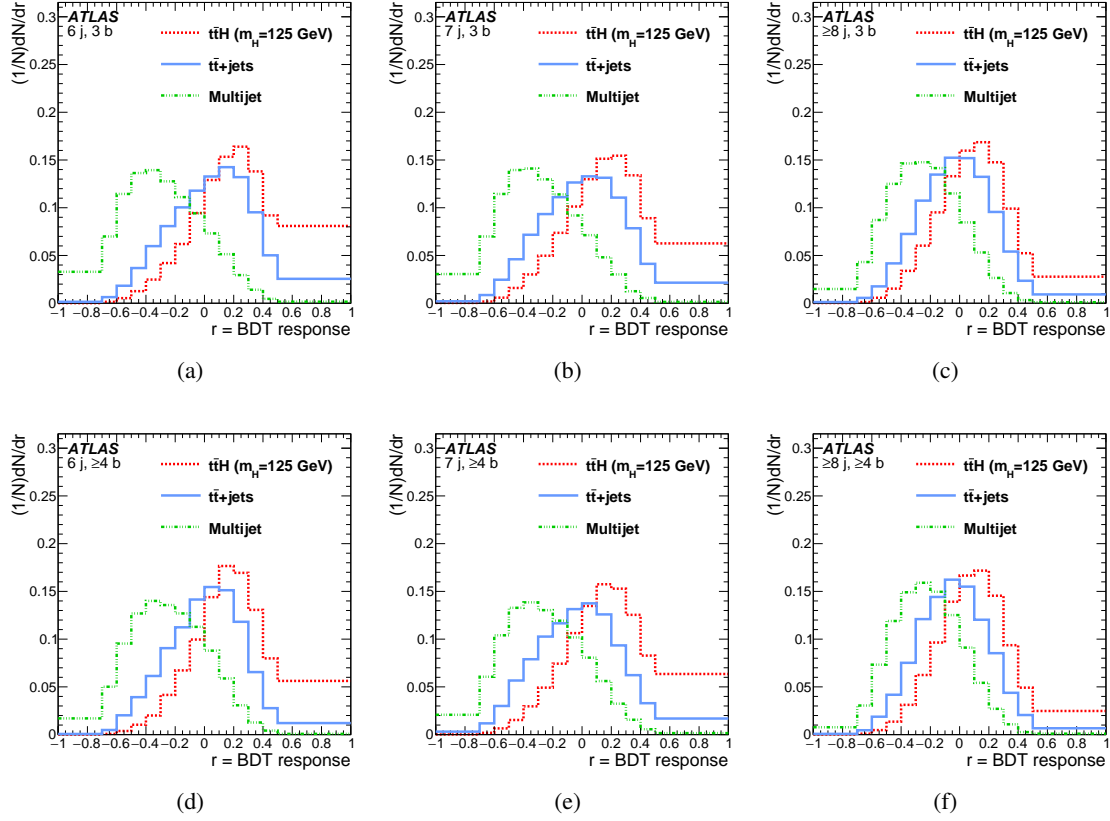 (1/N)dN/dr
0.3
0.25
0.2
0.15
0.1
0.05
0
ATLAS
6 j, 3 b
tt̄H (m_H=125 GeV)
tt̄+jets
Multijet
−1 −0.8 −0.6 −0.4 −0.2 0 0.2 0.4 0.6 0.8 1
r = BDT response
(a)
(1/N)dN/dr
0.3
0.25
0.2
0.15
0.1
0.05
0
ATLAS
7 j, 3 b
tt̄H (m_H=125 GeV)
tt̄+jets
Multijet
−1 −0.8 −0.6 −0.4 −0.2 0 0.2 0.4 0.6 0.8 1
r = BDT response
(b)
(1/N)dN/dr
0.3
0.25
0.2
0.15
0.1
0.05
0
ATLAS
≥8 j, 3 b
tt̄H (m_H=125 GeV)
tt̄+jets
Multijet
−1 −0.8 −0.6 −0.4 −0.2 0 0.2 0.4 0.6 0.8 1
r = BDT response
(c)
(1/N)dN/dr
0.3
0.25
0.2
0.15
0.1
0.05
0
ATLAS
6 j, ≥4 b
tt̄H (m_H=125 GeV)
tt̄+jets
Multijet
−1 −0.8 −0.6 −0.4 −0.2 0 0.2 0.4 0.6 0.8 1
r = BDT response
(d)
(1/N)dN/dr
0.3
0.25
0.2
0.15
0.1
0.05
0
ATLAS
7 j, ≥4 b
tt̄H (m_H=125 GeV)
tt̄+jets
Multijet
−1 −0.8 −0.6 −0.4 −0.2 0 0.2 0.4 0.6 0.8 1
r = BDT response
(e)
(1/N)dN/dr
0.3
0.25
0.2
0.15
0.1
0.05
0
ATLAS
≥8 j, ≥4 b
tt̄H (m_H=125 GeV)
tt̄+jets
Multijet
−1 −0.8 −0.6 −0.4 −0.2 0 0.2 0.4 0.6 0.8 1
r = BDT response
(f)